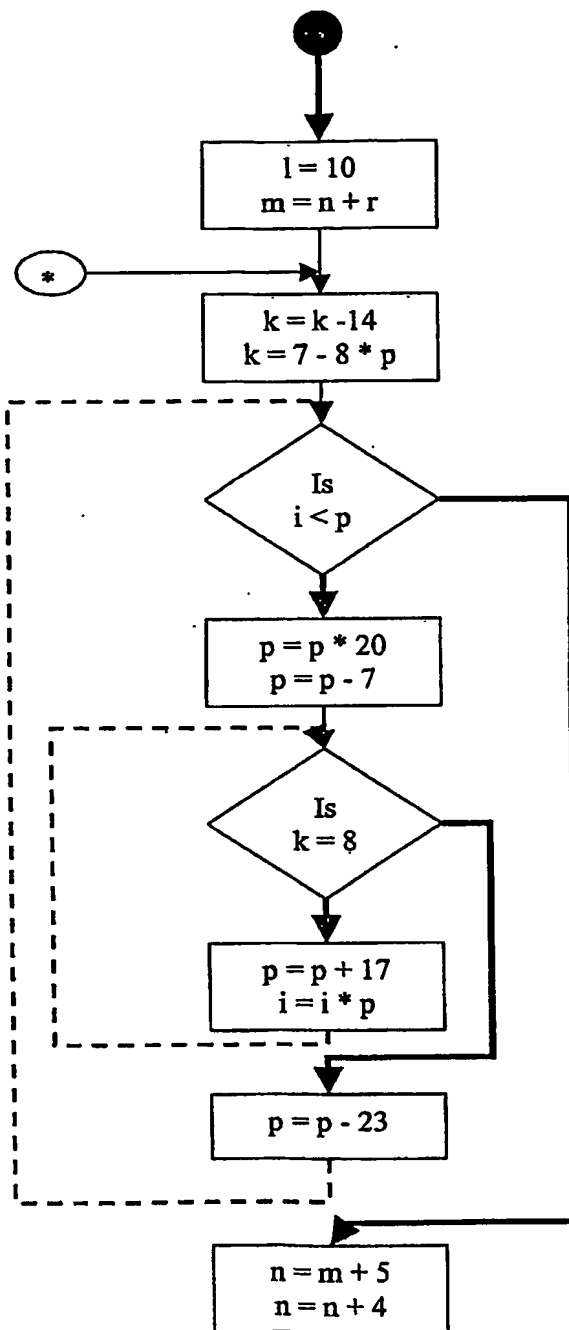 l = 10
m = n + r
*
k = k -14
k = 7 - 8 * p
Is
i < p
p = p * 20
p = p - 7
Is
k = 8
p = p + 17
i = i * p
p = p - 23
n = m + 5
n = n + 4